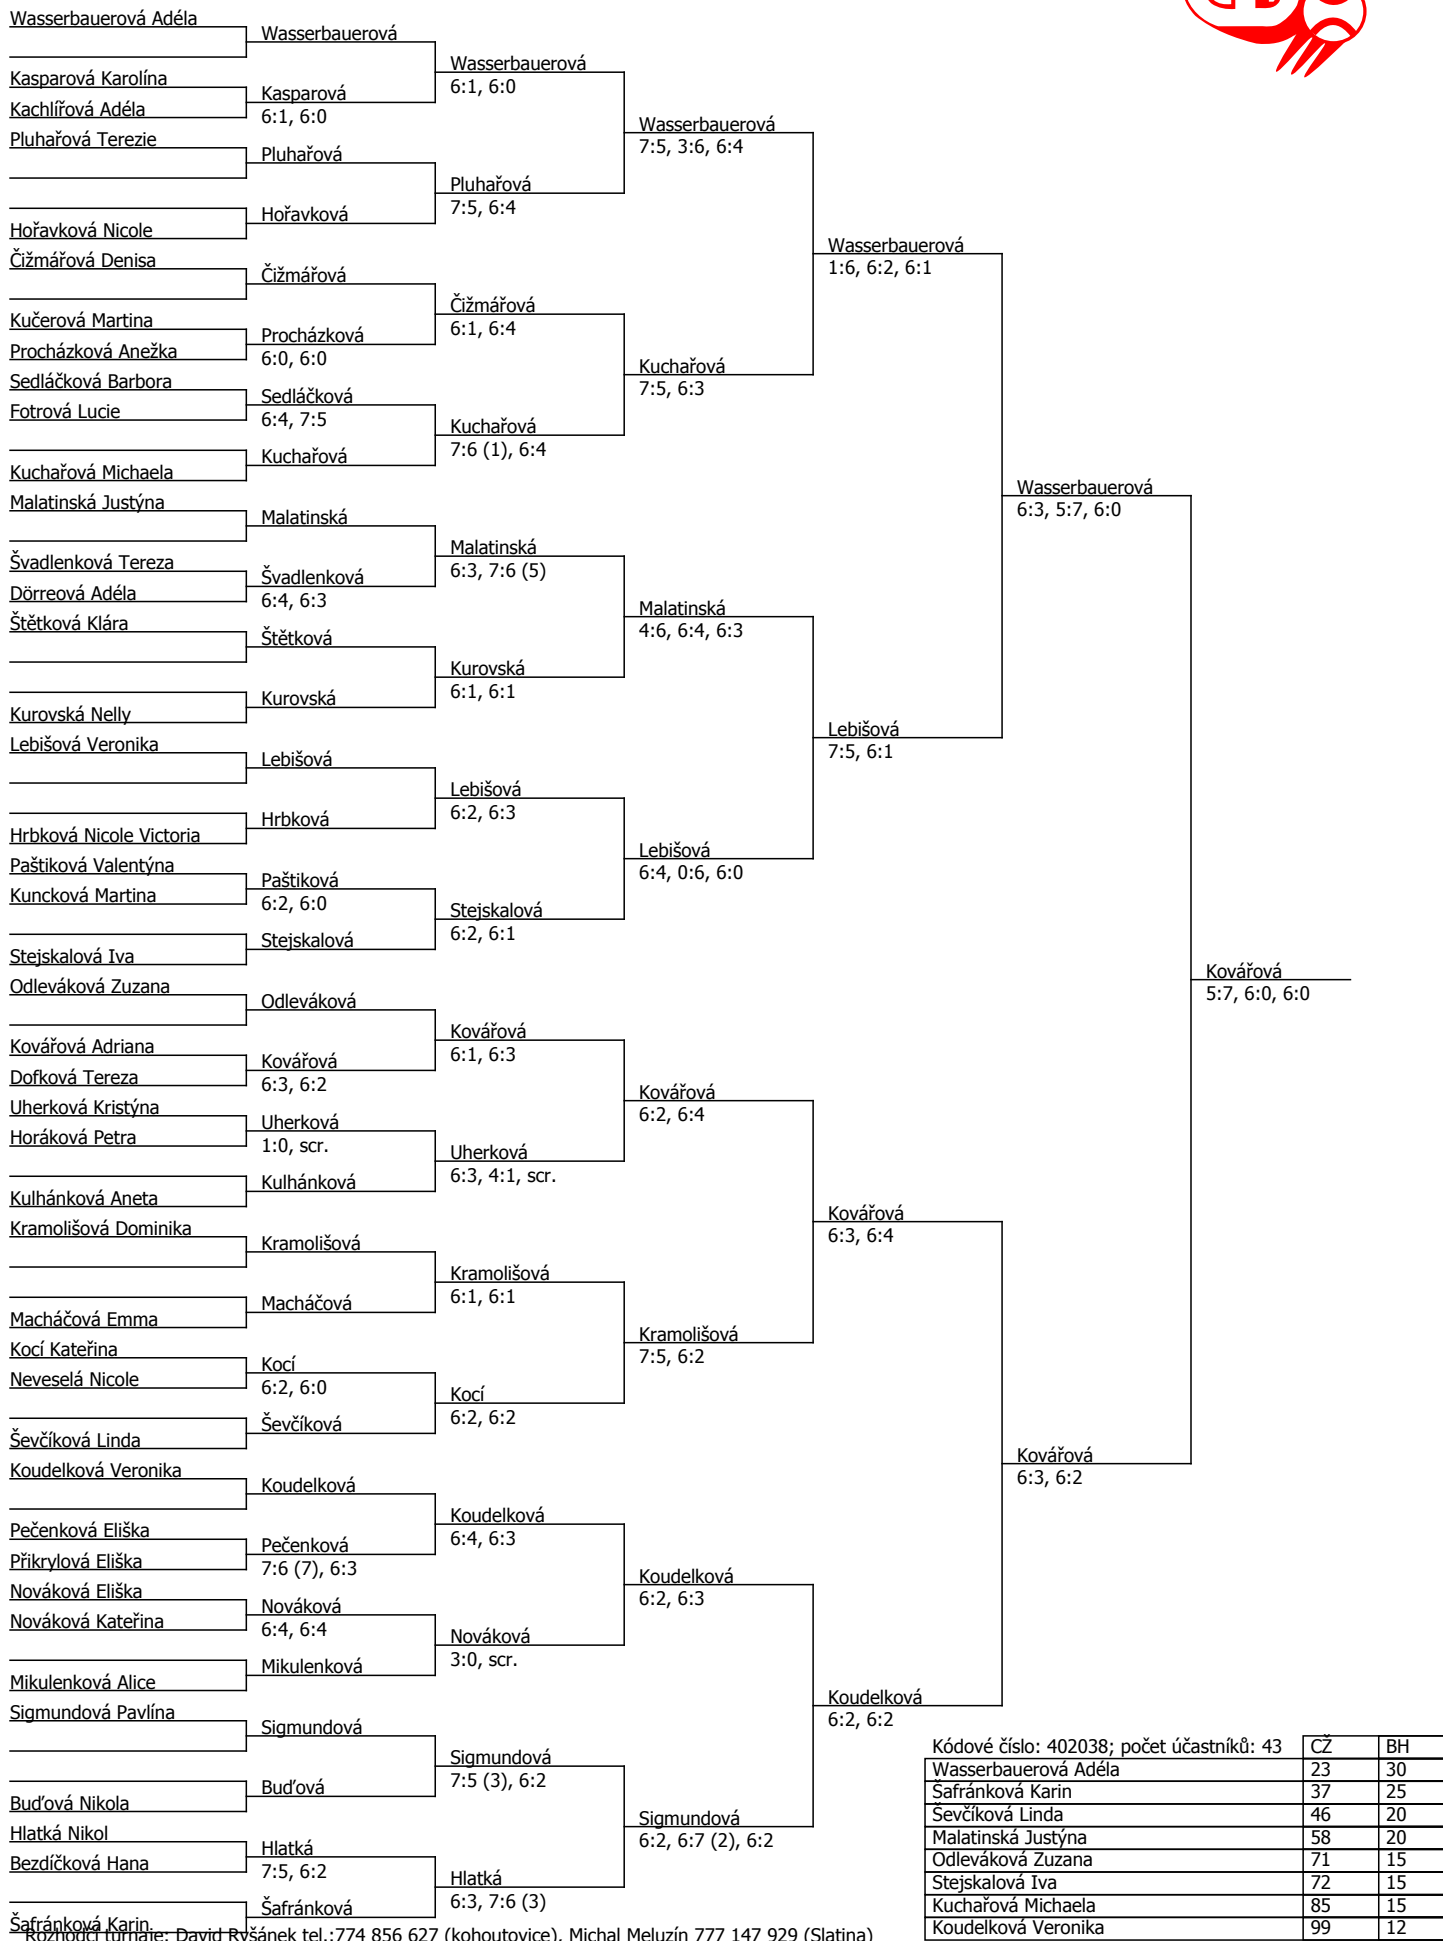 Wasserbauerová Adéla
Kasparová Karolína
Kachlířová Adéla
Pluhařová Terezie
Hořavková Nicole
Čižmářová Denisa
Kučerová Martina
Procházková Anežka
Sedláčková Barbora
Fotrová Lucie
Kuchařová Michaela
Malatinská Justýna
Švadlenková Tereza
Dörreová Adéla
Štětková Klára
Kurovská Nelly
Lebišová Veronika
Hrbková Nicole Victoria
Paštiková Valentýna
Kuncková Martina
Stejskalová Iva
Odleváková Zuzana
Kovářová Adriana
Dofková Tereza
Uherková Kristýna
Horáková Petra
Kulhánková Aneta
Kramolišová Dominika
Macháčová Emma
Kocí Kateřina
Neveselá Nicole
Ševčíková Linda
Koudelková Veronika
Pečenková Eliška
Přikrylová Eliška
Nováková Eliška
Nováková Kateřina
Mikulenková Alice
Sigmundová Pavlína
Buďová Nikola
Hlatká Nikol
Bezdíčková Hana
Šafránková Karin
Wasserbauerová
Kasparová
6:1, 6:0
Pluhařová
Hořavková
Čižmářová
Procházková
6:0, 6:0
Sedláčková
6:4, 7:5
Kuchařová
Malatinská
Švadlenková
6:4, 6:3
Štětková
Kurovská
Lebišová
Hrbková
Paštiková
6:2, 6:0
Stejskalová
Odleváková
Kovářová
6:3, 6:2
Uherková
1:0, scr.
Kulhánková
Kramolišová
Macháčová
Kocí
6:2, 6:0
Ševčíková
Koudelková
Pečenková
7:6 (7), 6:3
Nováková
6:4, 6:4
Mikulenková
Sigmundová
Buďová
Hlatká
7:5, 6:2
Šafránková
Wasserbauerová
6:1, 6:0
Pluhařová
7:5, 6:4
Čižmářová
6:1, 6:4
Kuchařová
7:6 (1), 6:4
Malatinská
6:3, 7:6 (5)
Kurovská
6:1, 6:1
Lebišová
6:2, 6:3
Stejskalová
6:2, 6:1
Kovářová
6:1, 6:3
Uherková
6:3, 4:1, scr.
Kramolišová
6:1, 6:1
Kocí
6:2, 6:2
Koudelková
6:4, 6:3
Nováková
3:0, scr.
Sigmundová
7:5 (3), 6:2
Hlatká
6:3, 7:6 (3)
Wasserbauerová
7:5, 3:6, 6:4
Kuchařová
7:5, 6:3
Malatinská
4:6, 6:4, 6:3
Lebišová
6:4, 0:6, 6:0
Kovářová
6:2, 6:4
Kramolišová
7:5, 6:2
Koudelková
6:2, 6:3
Sigmundová
6:2, 6:7 (2), 6:2
Wasserbauerová
1:6, 6:2, 6:1
Lebišová
7:5, 6:1
Kovářová
6:3, 6:4
Koudelková
6:2, 6:2
Wasserbauerová
6:3, 5:7, 6:0
Kovářová
6:3, 6:2
Kovářová
5:7, 6:0, 6:0
Kódové číslo: 402038; počet účastníků: 43 CŽ BH
Wasserbauerová Adéla 23 30
Šafránková Karin 37 25
Ševčíková Linda 46 20
Malatinská Justýna 58 20
Odleváková Zuzana 71 15
Stejskalová Iva 72 15
Kuchařová Michaela 85 15
Koudelková Veronika 99 12
Rozhodčí turnaje: David Ryšánek tel.:774 856 627 (kohoutovice), Michal Meluzín 777 147 929 (Slatina)